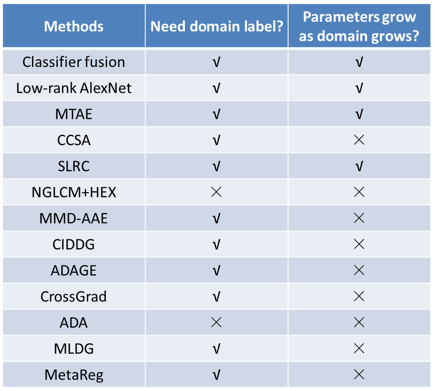 Methods Need domain label? Parameters grow
as domain grows?
Classifier fusion √ √
Low-rank AlexNet √ √
MTAE √ √
CCSA √ ×
SLRC √ √
NGLCM+HEX × ×
MMD-AAE √ ×
CIDDG √ ×
ADAGE √ ×
CrossGrad √ ×
ADA × ×
MLDG √ ×
MetaReg √ ×